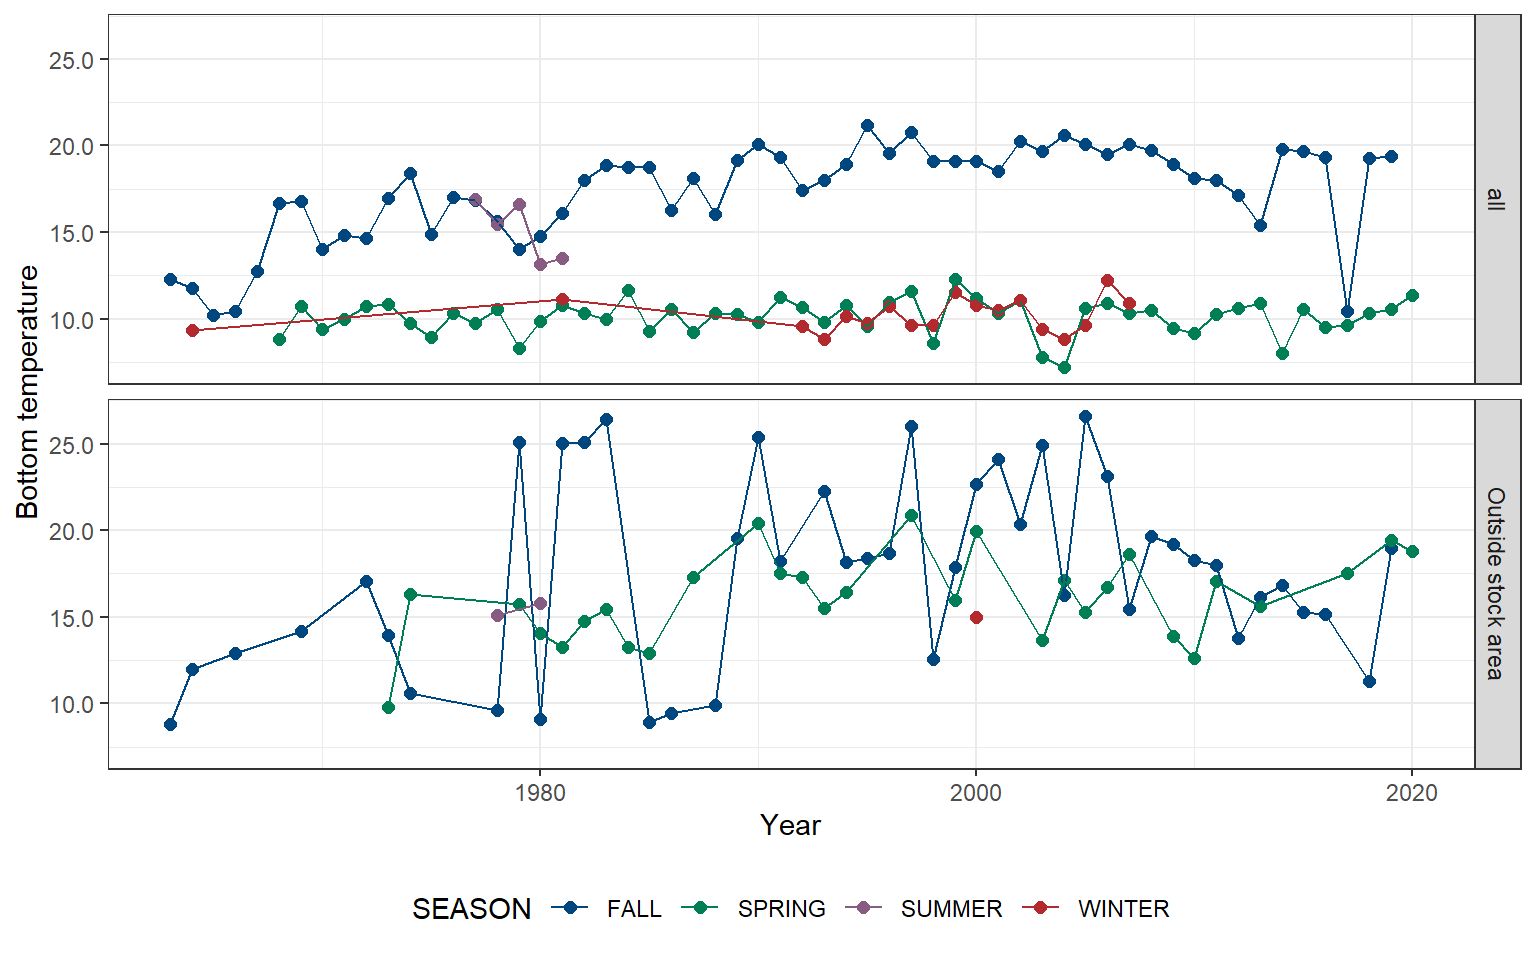 Bottom temperature
25.0
20.0
15.0
10.0
all
25.0
20.0
15.0
10.0
Outside stock area
1980 2000 2020
Year
SEASON FALL SPRING SUMMER WINTER